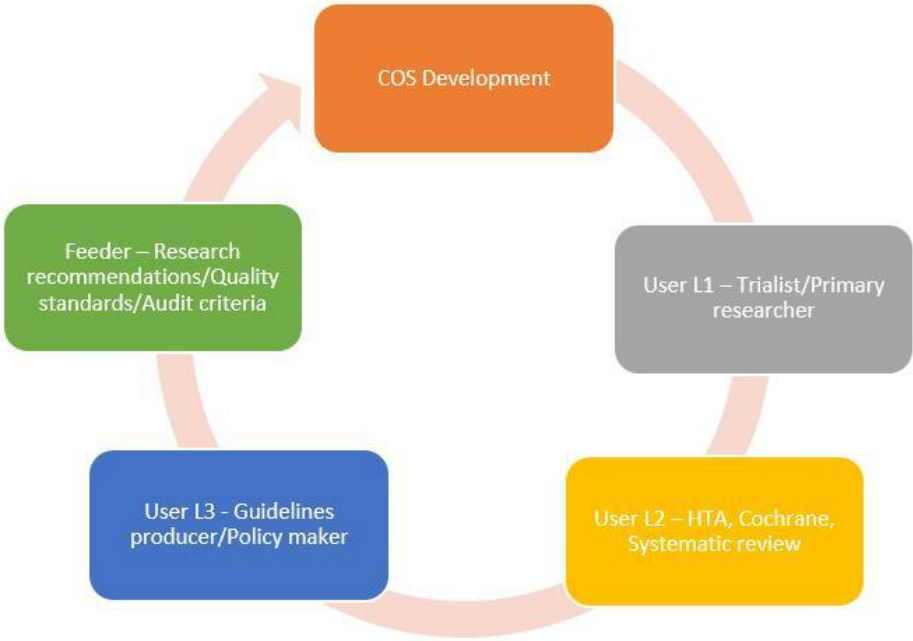 COS Development
User L1 – Trialist/Primary
researcher
User L2 – HTA, Cochrane,
Systematic review
User L3 - Guidelines
producer/Policy maker
Feeder – Research
recommendations/Quality
standards/Audit criteria